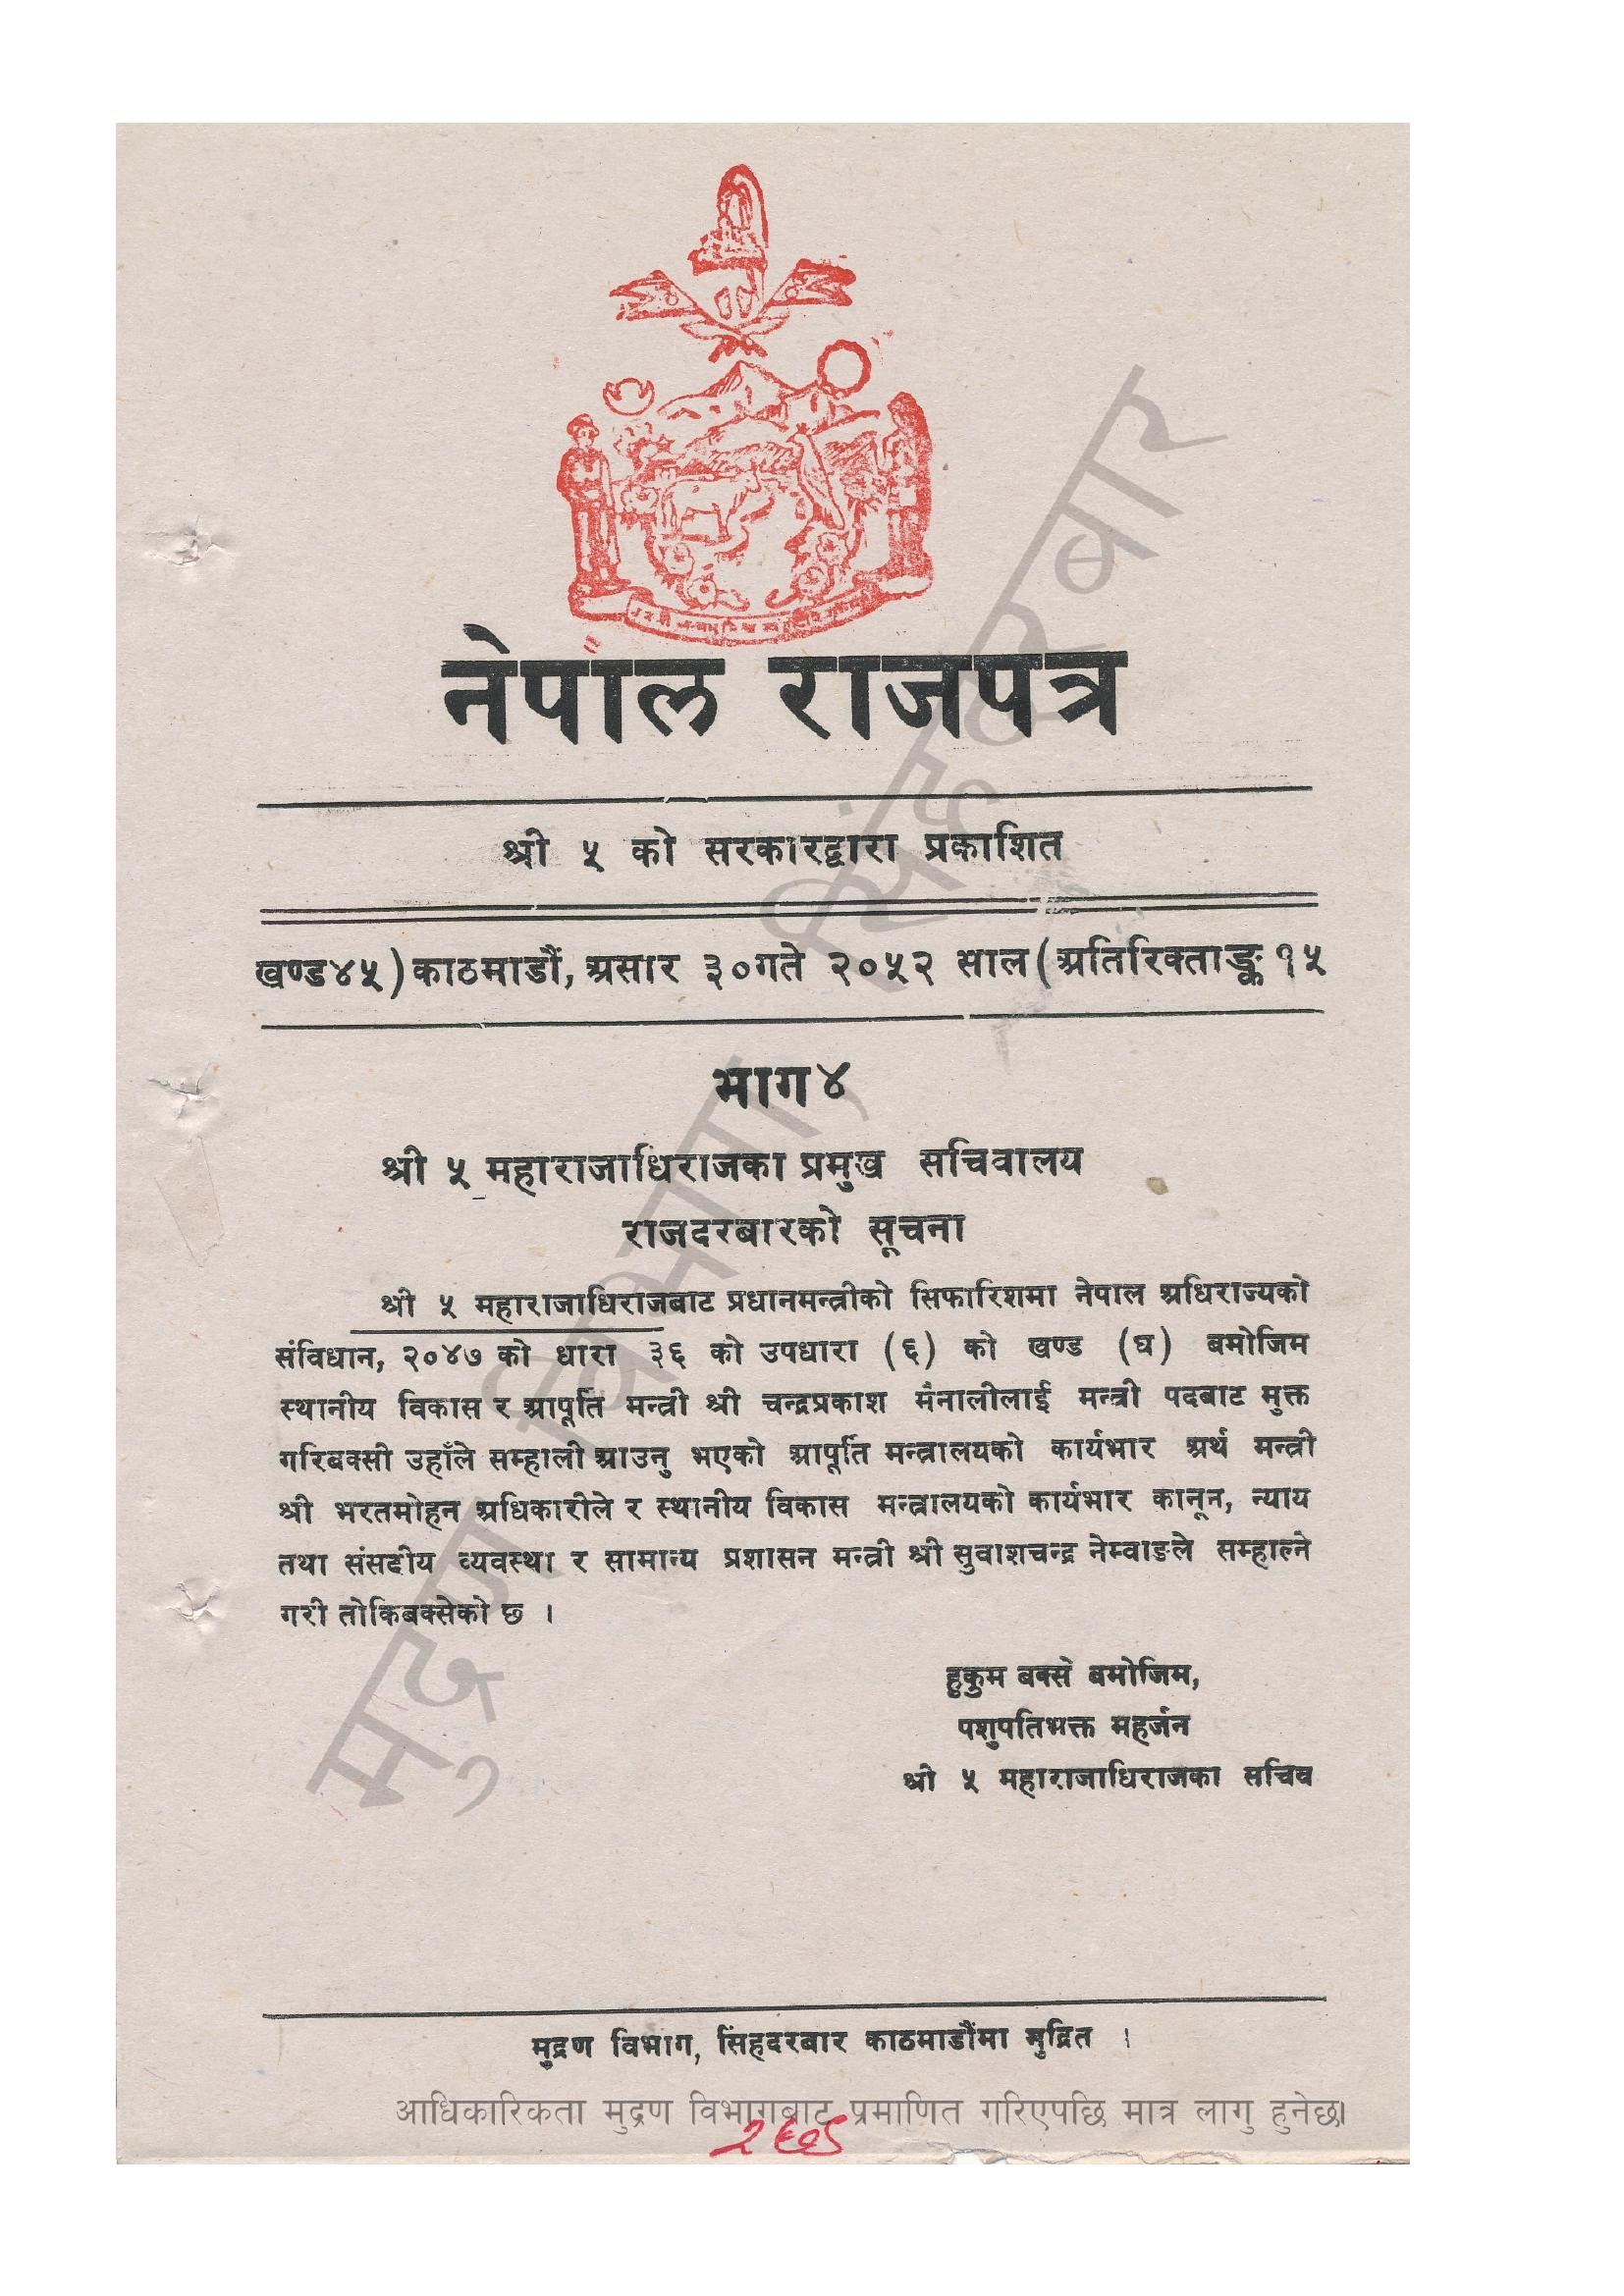 नेपाल राजपत्र
श्री ५ को सरकारद्वारा प्रकाशित
खण्ड४५) काठमाडौं, असार ३०गते २०५२ साल (अतिरिक्ताङ्क १५
भाग ४
श्री ५ महाराजाधिराजका प्रमुख सचिवालय
राजदरबारको सूचना
श्री ५ महाराजाधिराजबाट प्रधानमन्त्रीको सिफारिशमा नेपाल अधिराज्यको
संविधान, २०४७ को धारा ३६ को उपधारा (६) को खण्ड (घ) बमोजिम
स्थानीय विकास र आपूर्ति मन्त्री श्री चन्द्रप्रकाश मैनालीलाई मन्त्री पदबाट मुक्त
गरिबक्सी उहाँले सम्हाली आउनु भएको आपूर्ति मन्त्रालयको कार्यभार अर्थ मन्त्री
श्री भरतमोहन अधिकारीले र स्थानीय विकास मन्त्रालयको कार्यभार कानून, न्याय
तथा संसदीय व्यवस्था र सामान्य प्रशासन मन्त्री श्री सुवाशचन्द्र नेम्वाङले सम्हाल्ने
गरी तोकिबक्सेको छ ।
हुकुम बक्से बमोजिम,
पशुपतिभक्त महर्जन
श्री ५ महाराजाधिराजका सचिव
मुद्रण विभाग, सिंहदरबार काठमाडौंमा मुद्रित ।
आधिकारिकता मुद्रण विभागबाट प्रमाणित गरिएपछि मात्र लागु हुनेछ।
मुद्रण विभाग, सिंहदरबार